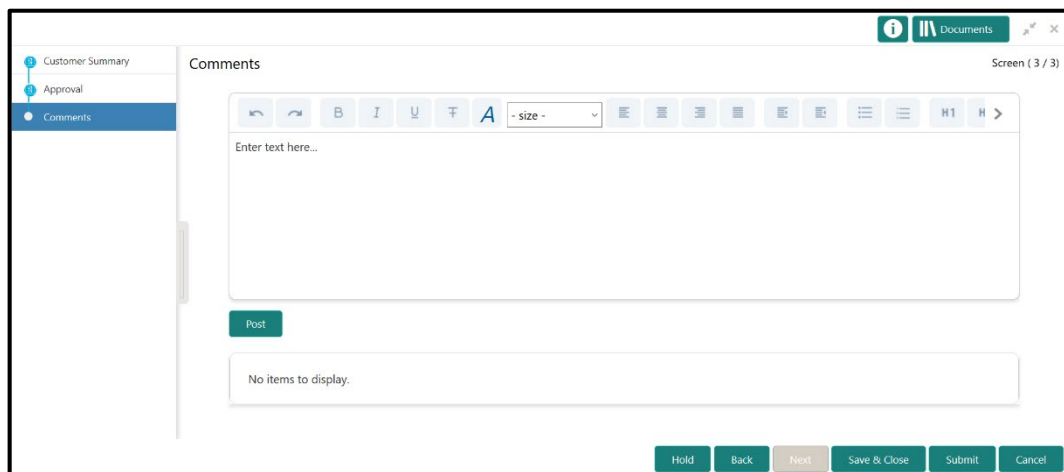 Documents
Customer Summary
Comments
Screen ( 3 / 3)
Approval
Comments
B I U T A - size - H1 H
Enter text here...
Post
No items to display.
Hold Back Next Save & Close Submit Cancel